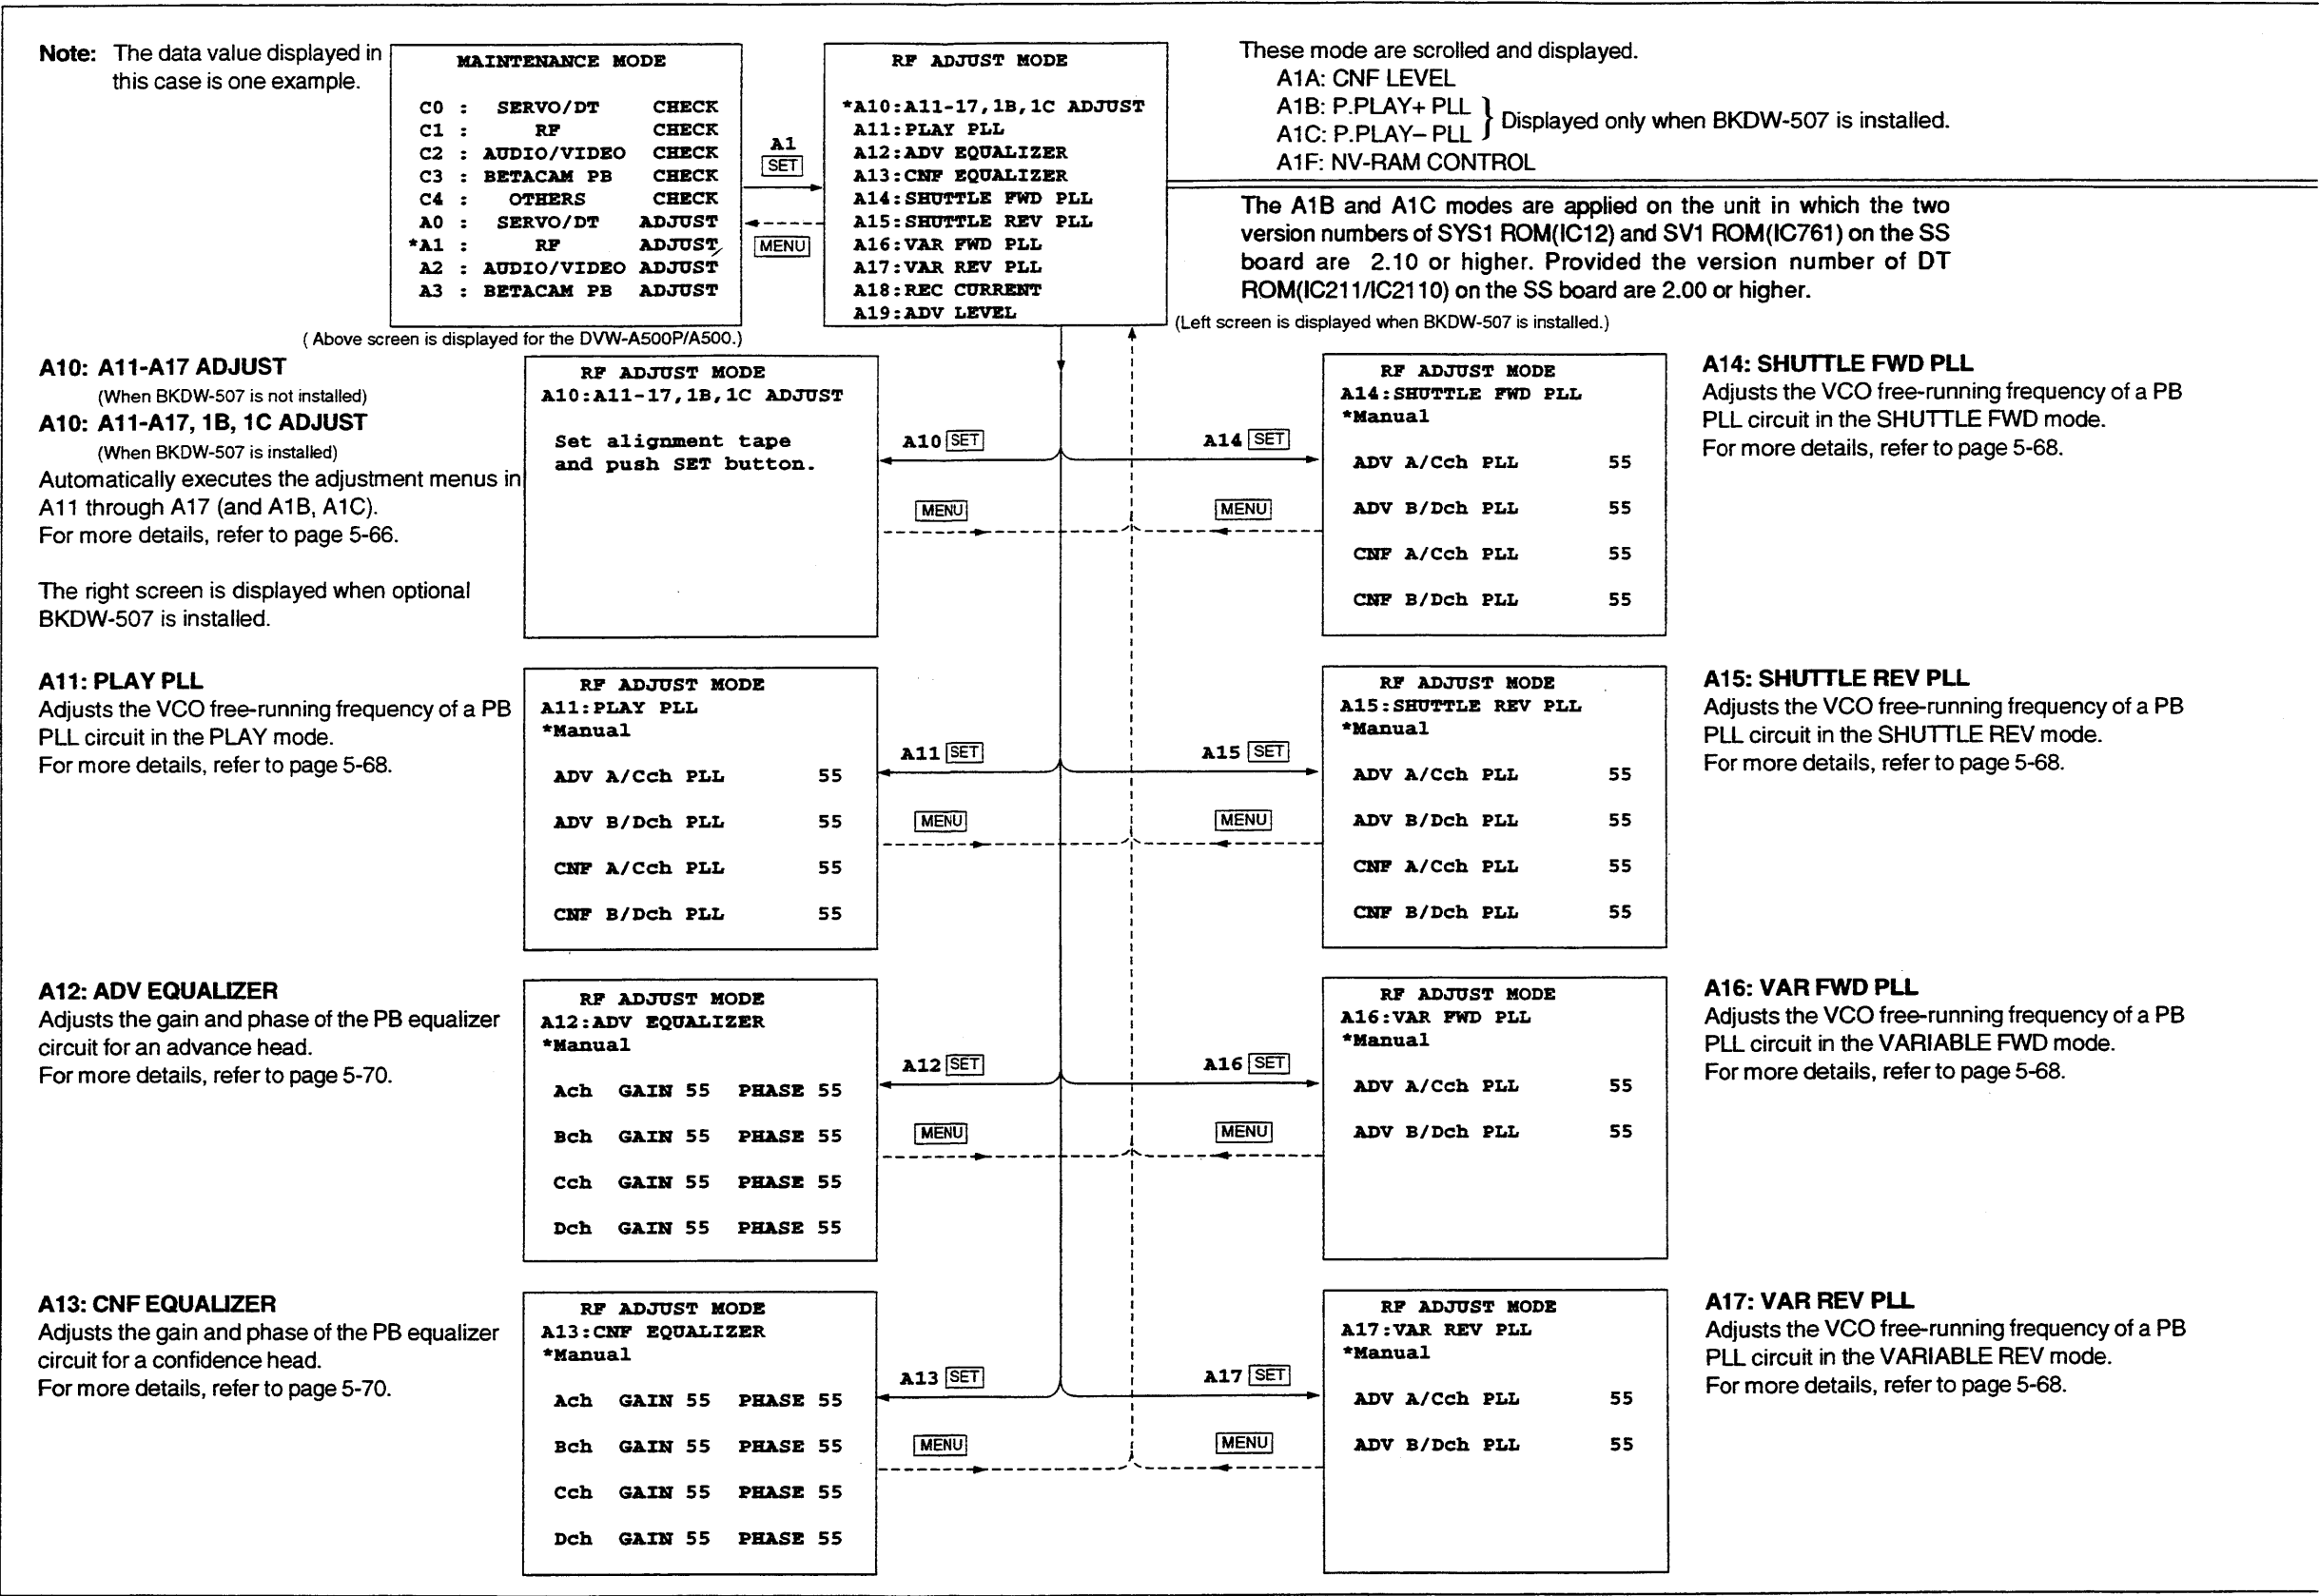 Note: The data value displayed in
this case is one example.
MAINTENANCE MODE
C0 : SERVO/DT CHECK
C1 : RF CHECK
C2 : AUDIO/VIDEO CHECK
C3 : BETACAM PB CHECK
C4 : OTHERS CHECK
A0 : SERVO/DT ADJUST
*A1 : RF ADJUST
A2 : AUDIO/VIDEO ADJUST
A3 : BETACAM PB ADJUST
( Above screen is displayed for the DVW-A500P/A500.)
A1
SET
MENU
RF ADJUST MODE
*A10:A11-17,1B,1C ADJUST
A11:PLAY PLL
A12:ADV EQUALIZER
A13:CNF EQUALIZER
A14:SHUTTLE FWD PLL
A15:SHUTTLE REV PLL
A16:VAR FWD PLL
A17:VAR REV PLL
A18:REC CURRENT
A19:ADV LEVEL
(Left screen is displayed when BKDW-507 is installed.)
These mode are scrolled and displayed.
A1A: CNF LEVEL
A1B: P.PLAY+ PLL
A1C: P.PLAY– PLL
} Displayed only when BKDW-507 is installed.
A1F: NV-RAM CONTROL
The A1B and A1C modes are applied on the unit in which the two
version numbers of SYS1 ROM(IC12) and SV1 ROM(IC761) on the SS
board are 2.10 or higher. Provided the version number of DT
ROM(IC211/IC2110) on the SS board are 2.00 or higher.
A10: A11-A17 ADJUST
(When BKDW-507 is not installed)
A10: A11-A17, 1B, 1C ADJUST
(When BKDW-507 is installed)
Automatically executes the adjustment menus in
A11 through A17 (and A1B, A1C).
For more details, refer to page 5-66.
The right screen is displayed when optional
BKDW-507 is installed.
RF ADJUST MODE
A10:A11-17,1B,1C ADJUST
Set alignment tape
and push SET button.
A10 SET
MENU
A14 SET
MENU
RF ADJUST MODE
A14:SHUTTLE FWD PLL
*Manual
ADV A/Cch PLL 55
ADV B/Dch PLL 55
CNF A/Cch PLL 55
CNF B/Dch PLL 55
A14: SHUTTLE FWD PLL
Adjusts the VCO free-running frequency of a PB
PLL circuit in the SHUTTLE FWD mode.
For more details, refer to page 5-68.
A11: PLAY PLL
Adjusts the VCO free-running frequency of a PB
PLL circuit in the PLAY mode.
For more details, refer to page 5-68.
RF ADJUST MODE
A11:PLAY PLL
*Manual
ADV A/Cch PLL 55
ADV B/Dch PLL 55
CNF A/Cch PLL 55
CNF B/Dch PLL 55
A11 SET
MENU
A15 SET
MENU
RF ADJUST MODE
A15:SHUTTLE REV PLL
*Manual
ADV A/Cch PLL 55
ADV B/Dch PLL 55
CNF A/Cch PLL 55
CNF B/Dch PLL 55
A15: SHUTTLE REV PLL
Adjusts the VCO free-running frequency of a PB
PLL circuit in the SHUTTLE REV mode.
For more details, refer to page 5-68.
A12: ADV EQUALIZER
Adjusts the gain and phase of the PB equalizer
circuit for an advance head.
For more details, refer to page 5-70.
RF ADJUST MODE
A12:ADV EQUALIZER
*Manual
Ach GAIN 55 PHASE 55
Bch GAIN 55 PHASE 55
Cch GAIN 55 PHASE 55
Dch GAIN 55 PHASE 55
A12 SET
MENU
A16 SET
MENU
RF ADJUST MODE
A16:VAR FWD PLL
*Manual
ADV A/Cch PLL 55
ADV B/Dch PLL 55
A16: VAR FWD PLL
Adjusts the VCO free-running frequency of a PB
PLL circuit in the VARIABLE FWD mode.
For more details, refer to page 5-68.
A13: CNF EQUALIZER
Adjusts the gain and phase of the PB equalizer
circuit for a confidence head.
For more details, refer to page 5-70.
RF ADJUST MODE
A13:CNF EQUALIZER
*Manual
Ach GAIN 55 PHASE 55
Bch GAIN 55 PHASE 55
Cch GAIN 55 PHASE 55
Dch GAIN 55 PHASE 55
A13 SET
MENU
A17 SET
MENU
RF ADJUST MODE
A17:VAR REV PLL
*Manual
ADV A/Cch PLL 55
ADV B/Dch PLL 55
A17: VAR REV PLL
Adjusts the VCO free-running frequency of a PB
PLL circuit in the VARIABLE REV mode.
For more details, refer to page 5-68.